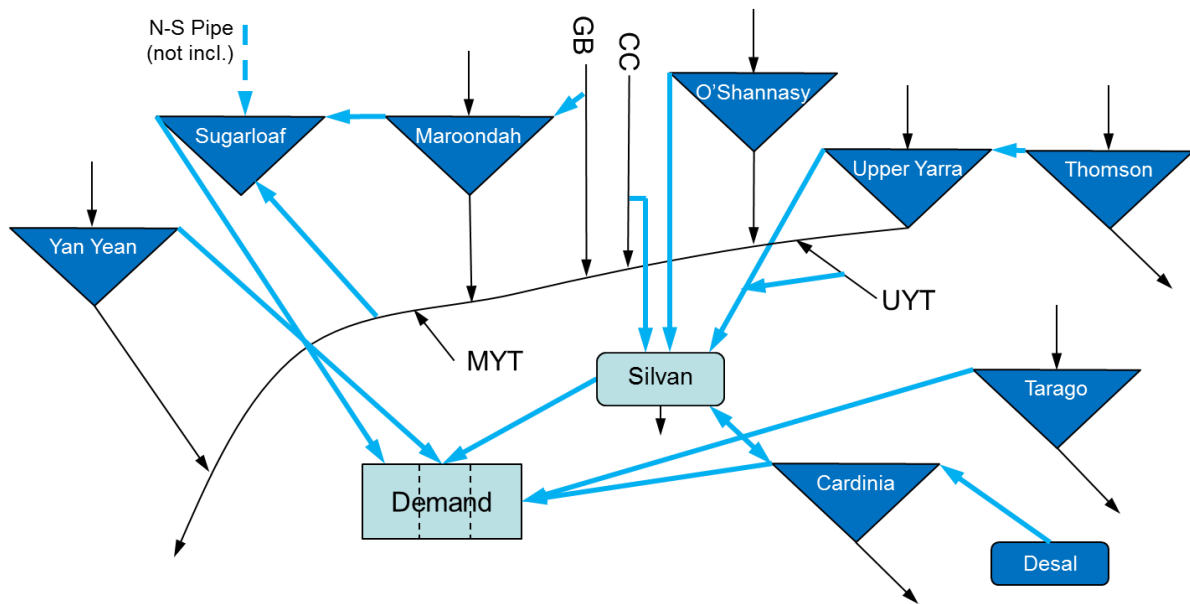 N-S Pipe
(not incl.)
GB
CC
O'Shannasy
Sugarloaf
Maroondah
Upper Yarra
Thomson
Yan Yean
UYT
MYT
Silvan
Tarago
Demand
Cardinia
Desal